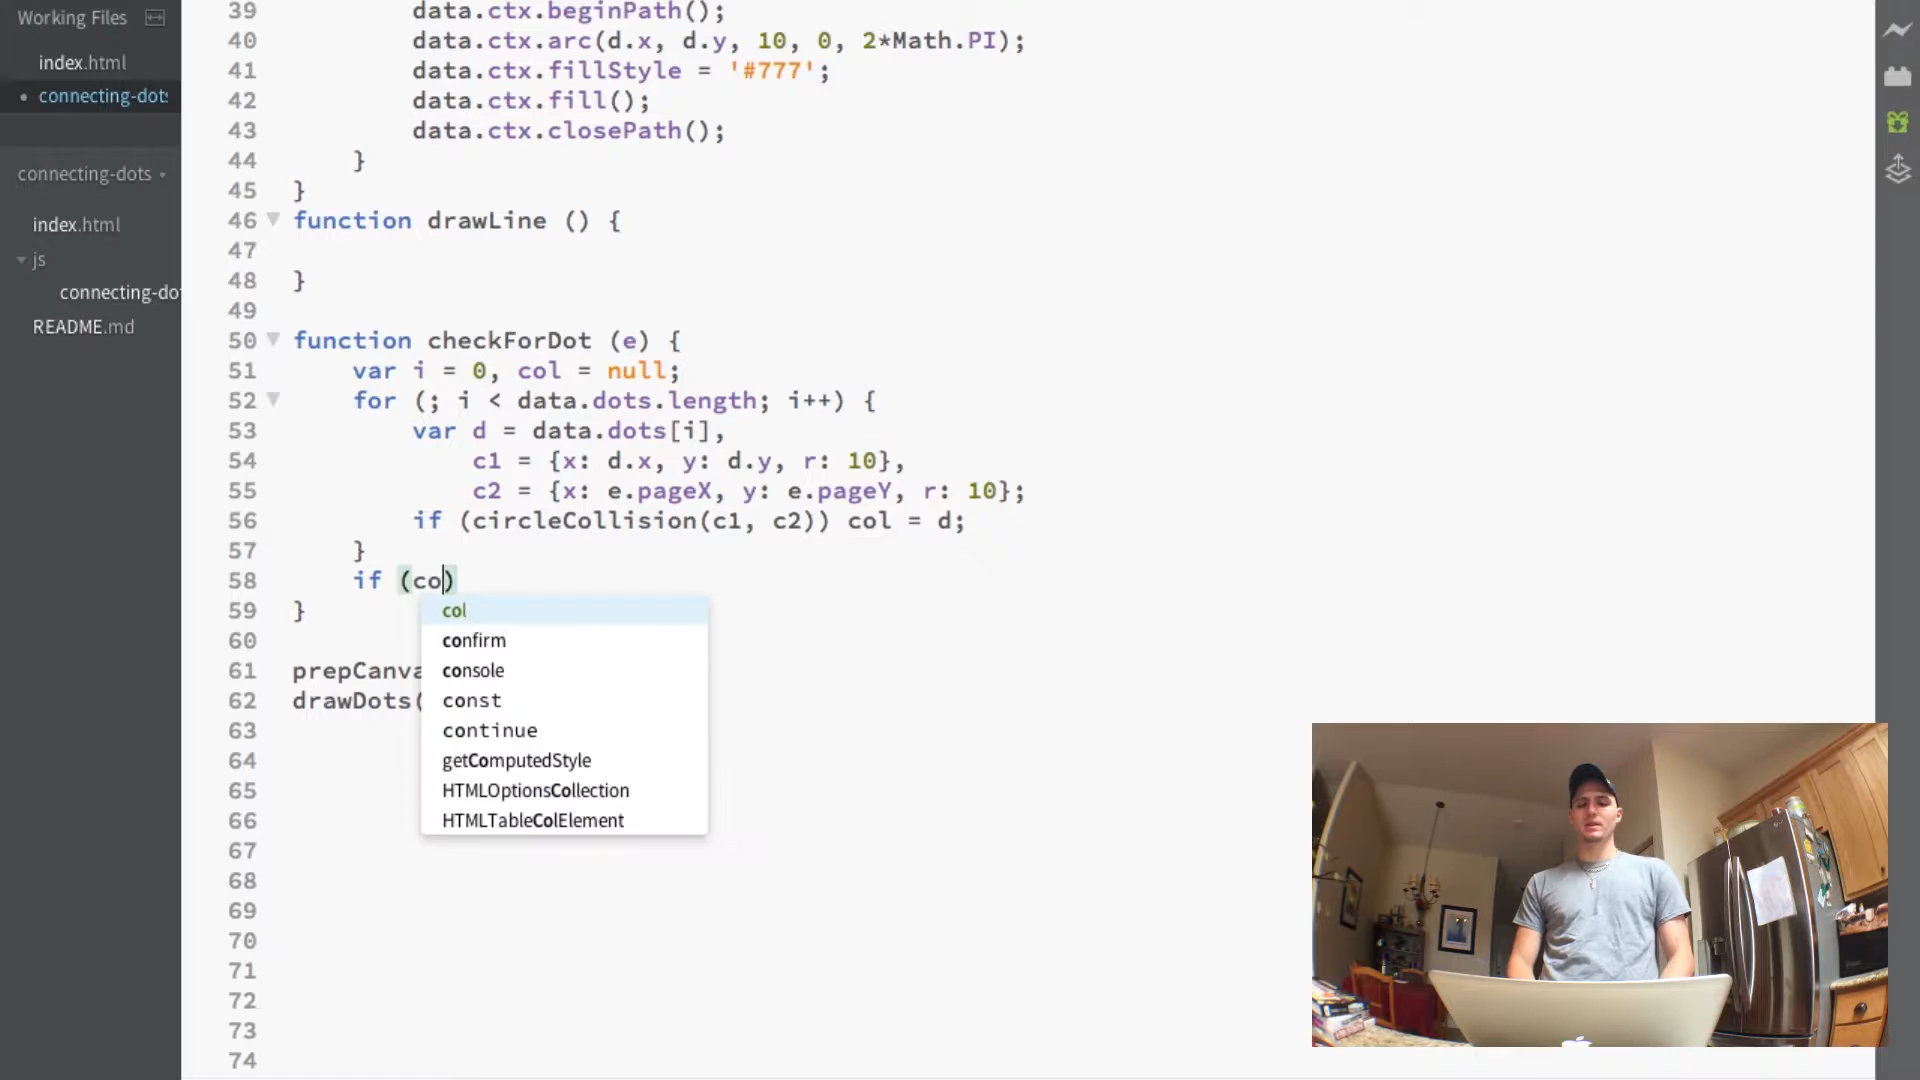 Working Files
index.html
• connecting-dots
connecting-dots
index.html
js
connecting-do
README.md
39 data.ctx.beginPath();
40 data.ctx.arc(d.x, d.y, 10, 0, 2*Math.PI);
41 data.ctx.fillStyle = '#777';
42 data.ctx.fill();
43 data.ctx.closePath();
44 }
45 }
46 function drawLine () {
47
48 }
49
50 function checkForDot (e) {
51 var i = 0, col = null;
52 for (; i < data.dots.length; i++) {
53 var d = data.dots[i],
54 c1 = {x: d.x, y: d.y, r: 10},
55 c2 = {x: e.pageX, y: e.pageY, r: 10};
56 if (circleCollision(c1, c2)) col = d;
57 }
58 if (co)
59 }
60
61 prepCanva
62 drawDots(
63
64
65
66
67
68
69
70
71
72
73
74
col
confirm
console
const
continue
getComputedStyle
HTMLOptionsCollection
HTMLTableColElement